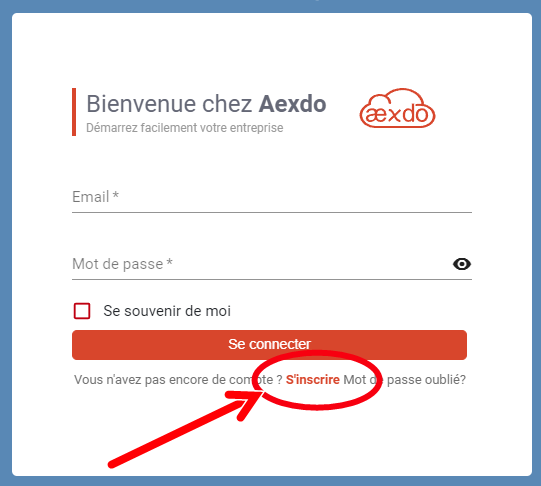 Bienvenue chez Aexdo
Démarrez facilement votre entreprise
æxdo
Email *
Mot de passe *
Se souvenir de moi
Se connecter
Vous n'avez pas encore de compte ? S'inscrire Mot de passe oublié?